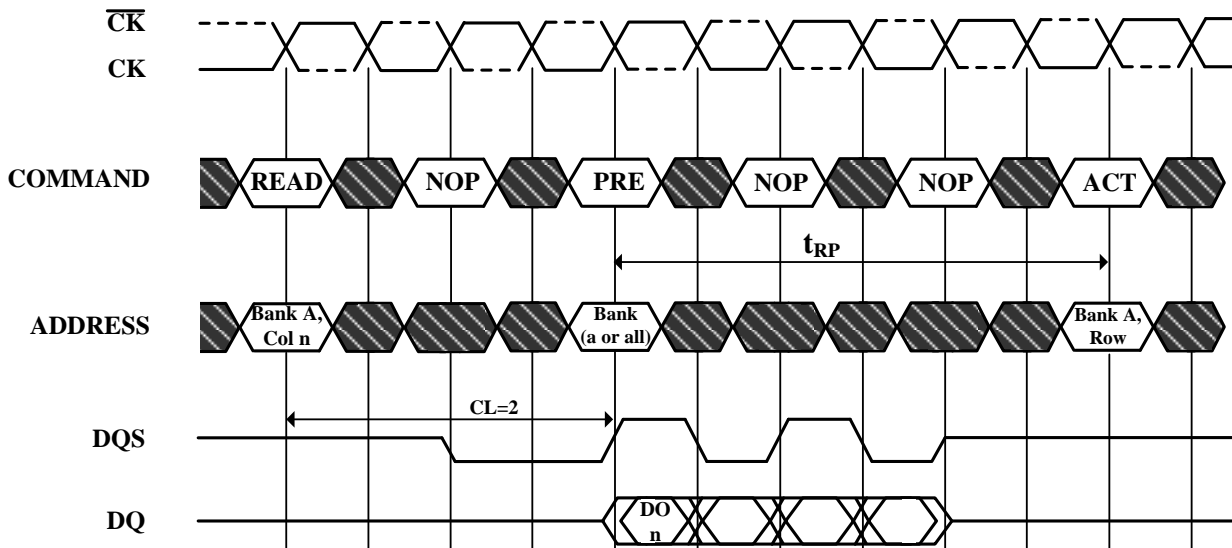 CK
CK
COMMAND
READ
NOP
PRE
NOP
NOP
ACT
tRP
ADDRESS
Bank A,
Col n
Bank
(a or all)
Bank A,
Row
CL=2
DQS
DQ
DO
n